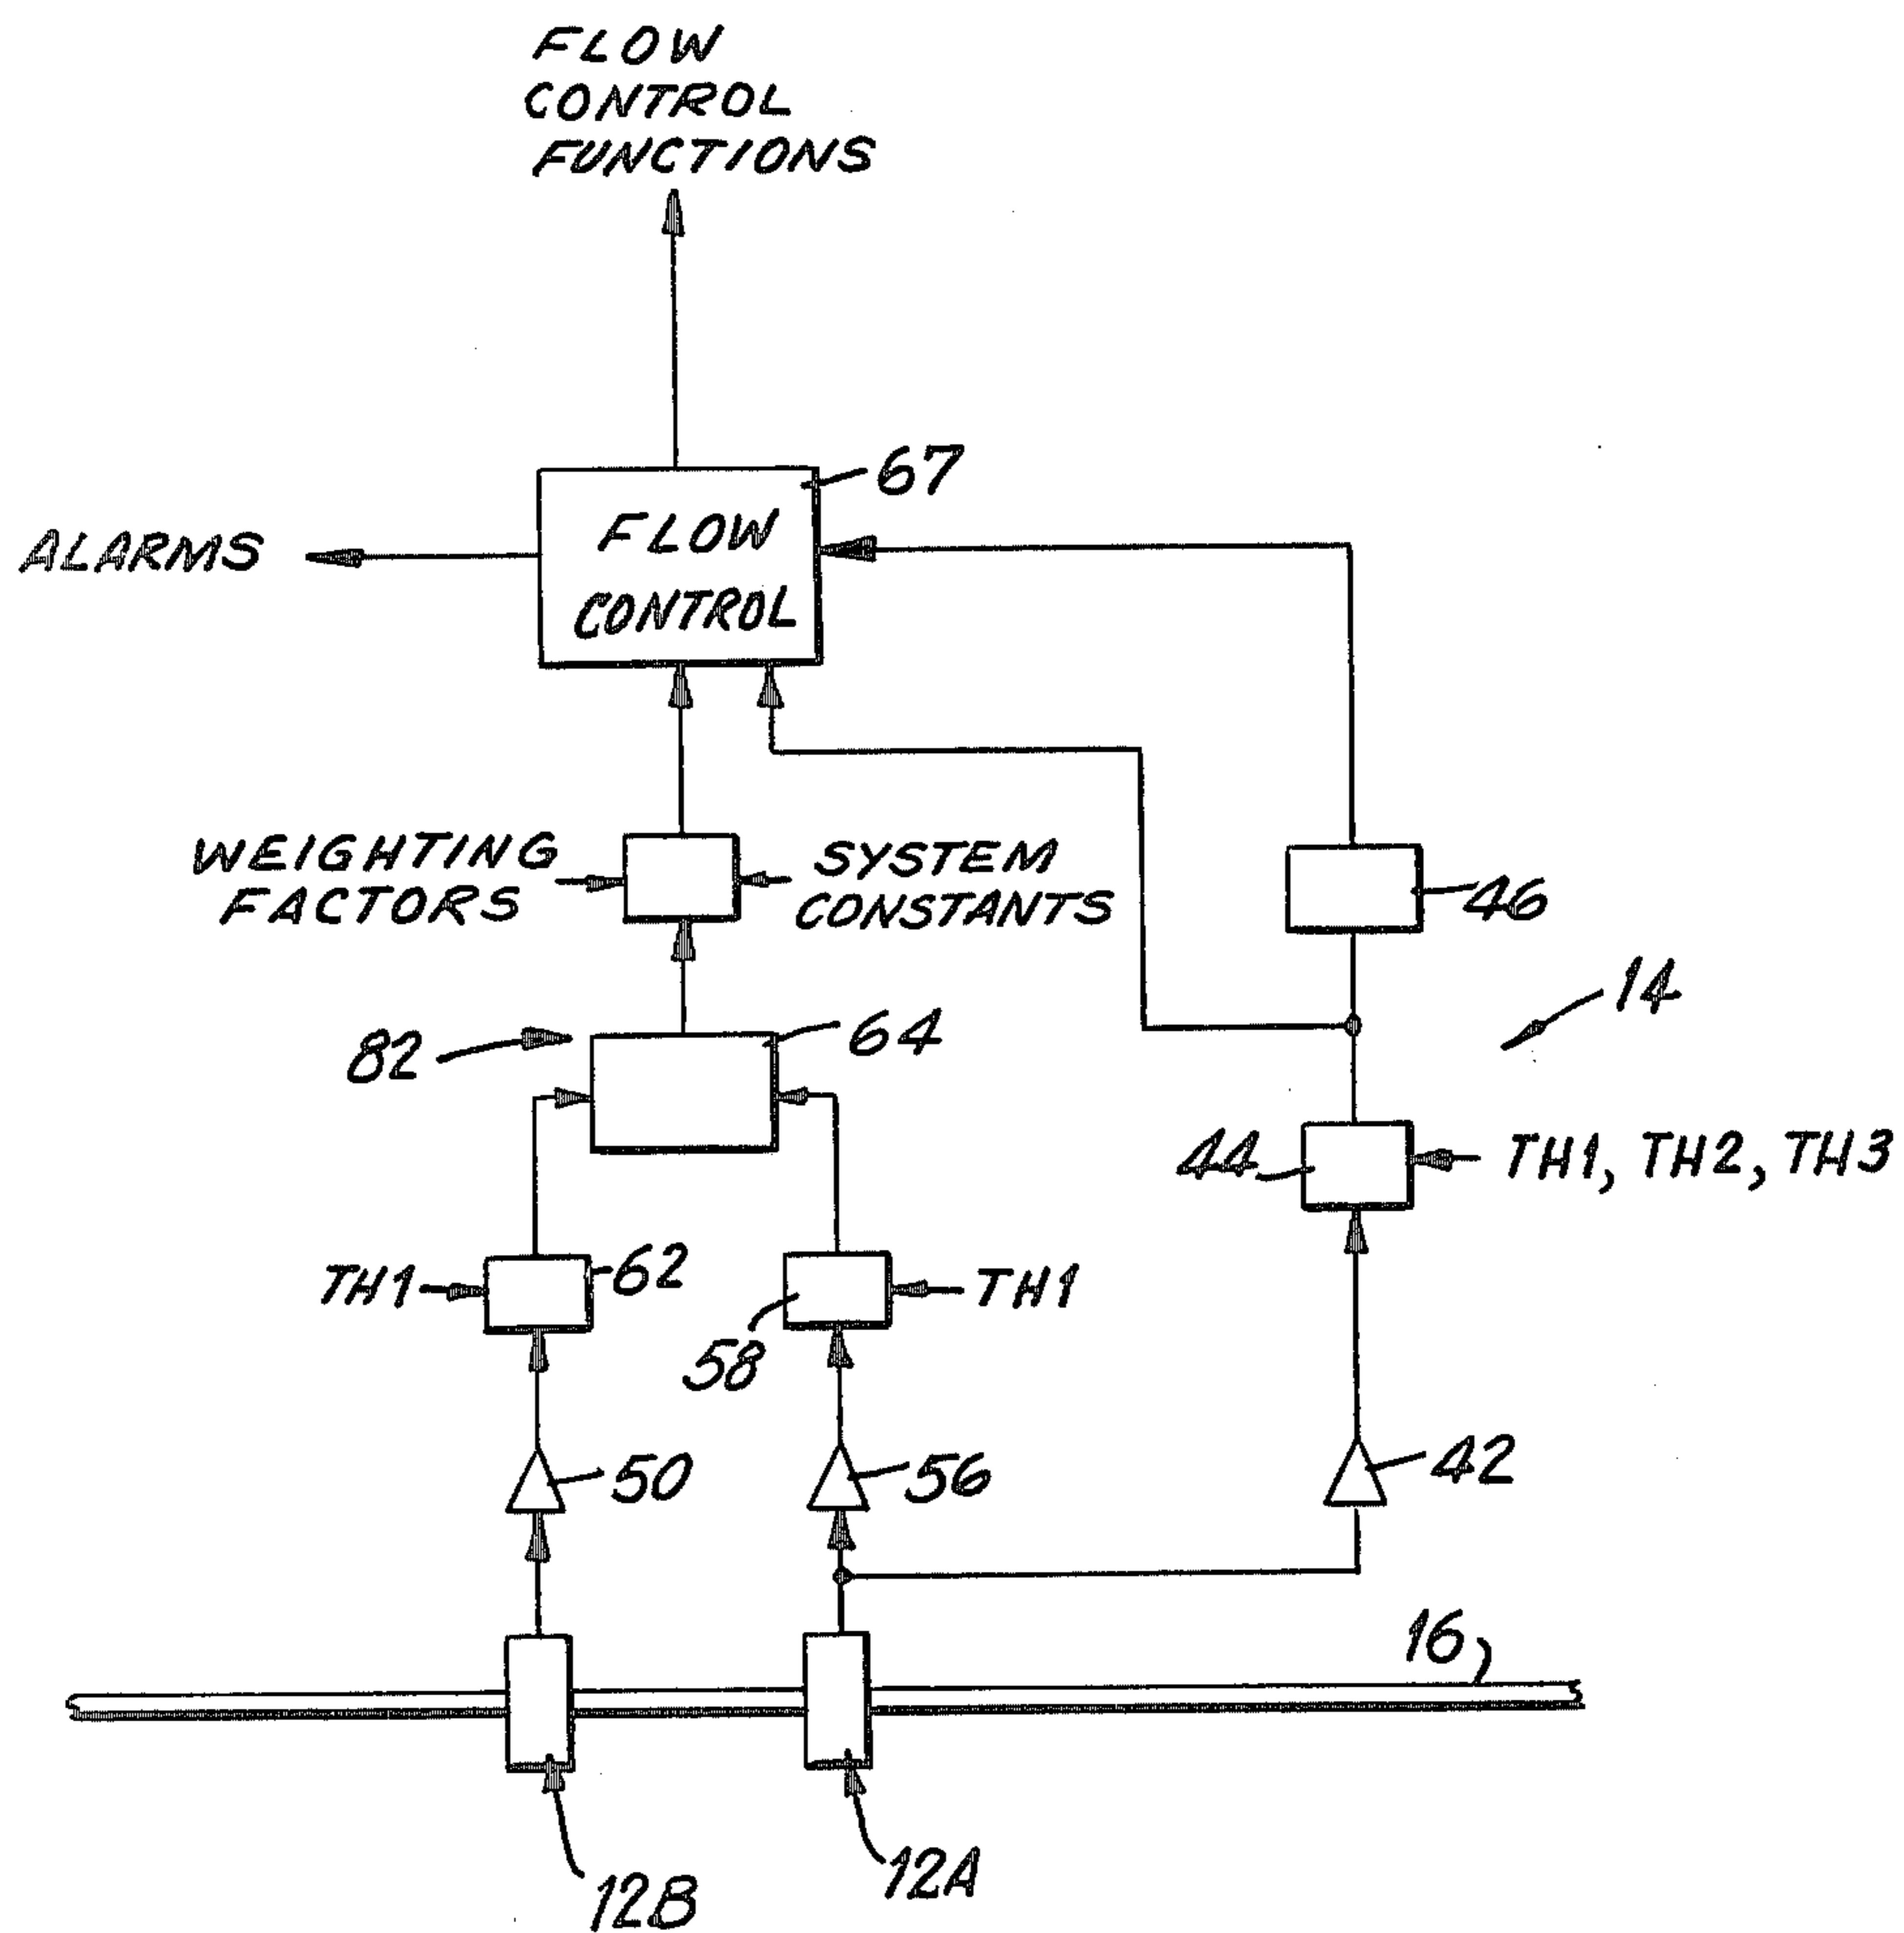 FLOW
CONTROL
FUNCTIONS
67
ALARMS
FLOW
CONTROL
WEIGHTING
FACTORS
SYSTEM
CONSTANTS
46
14
82
64
44
TH1, TH2, TH3
TH1
62
58
TH1
50
56
42
16
12B
12A